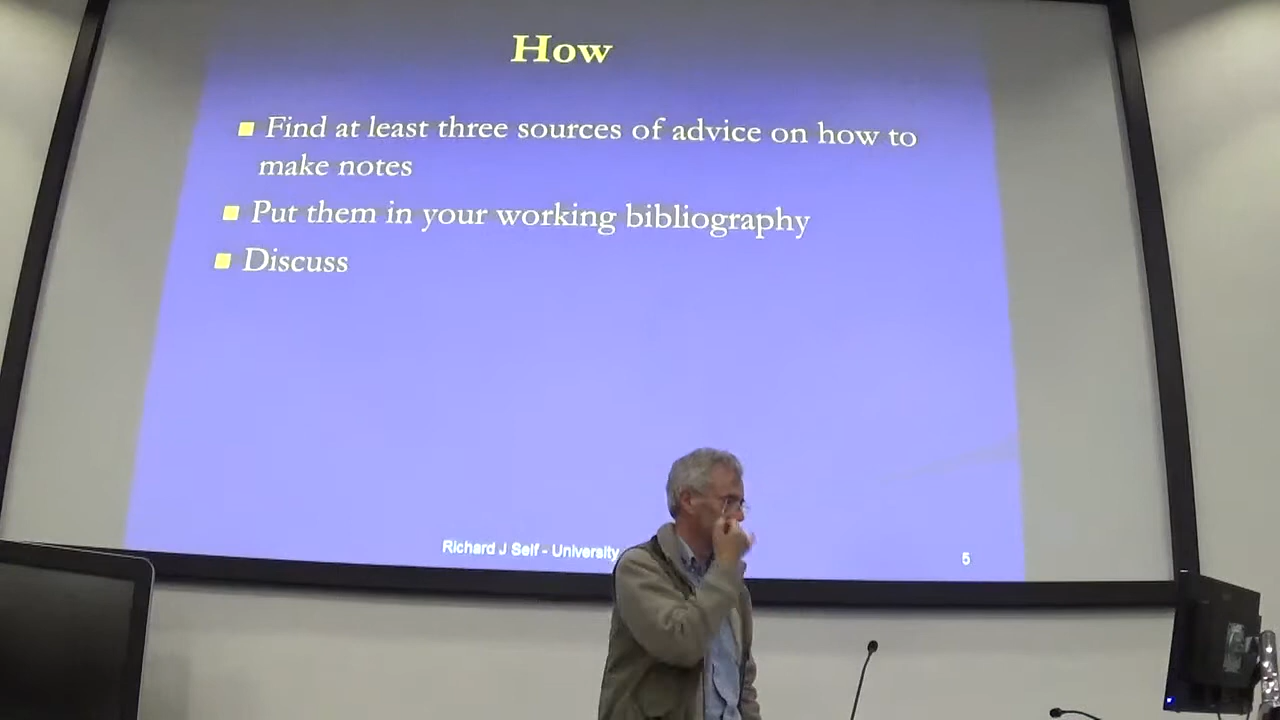 How
Find at least three sources of advice on how to
make notes
Put them in your working bibliography
Discuss
Richard J Self - University
5